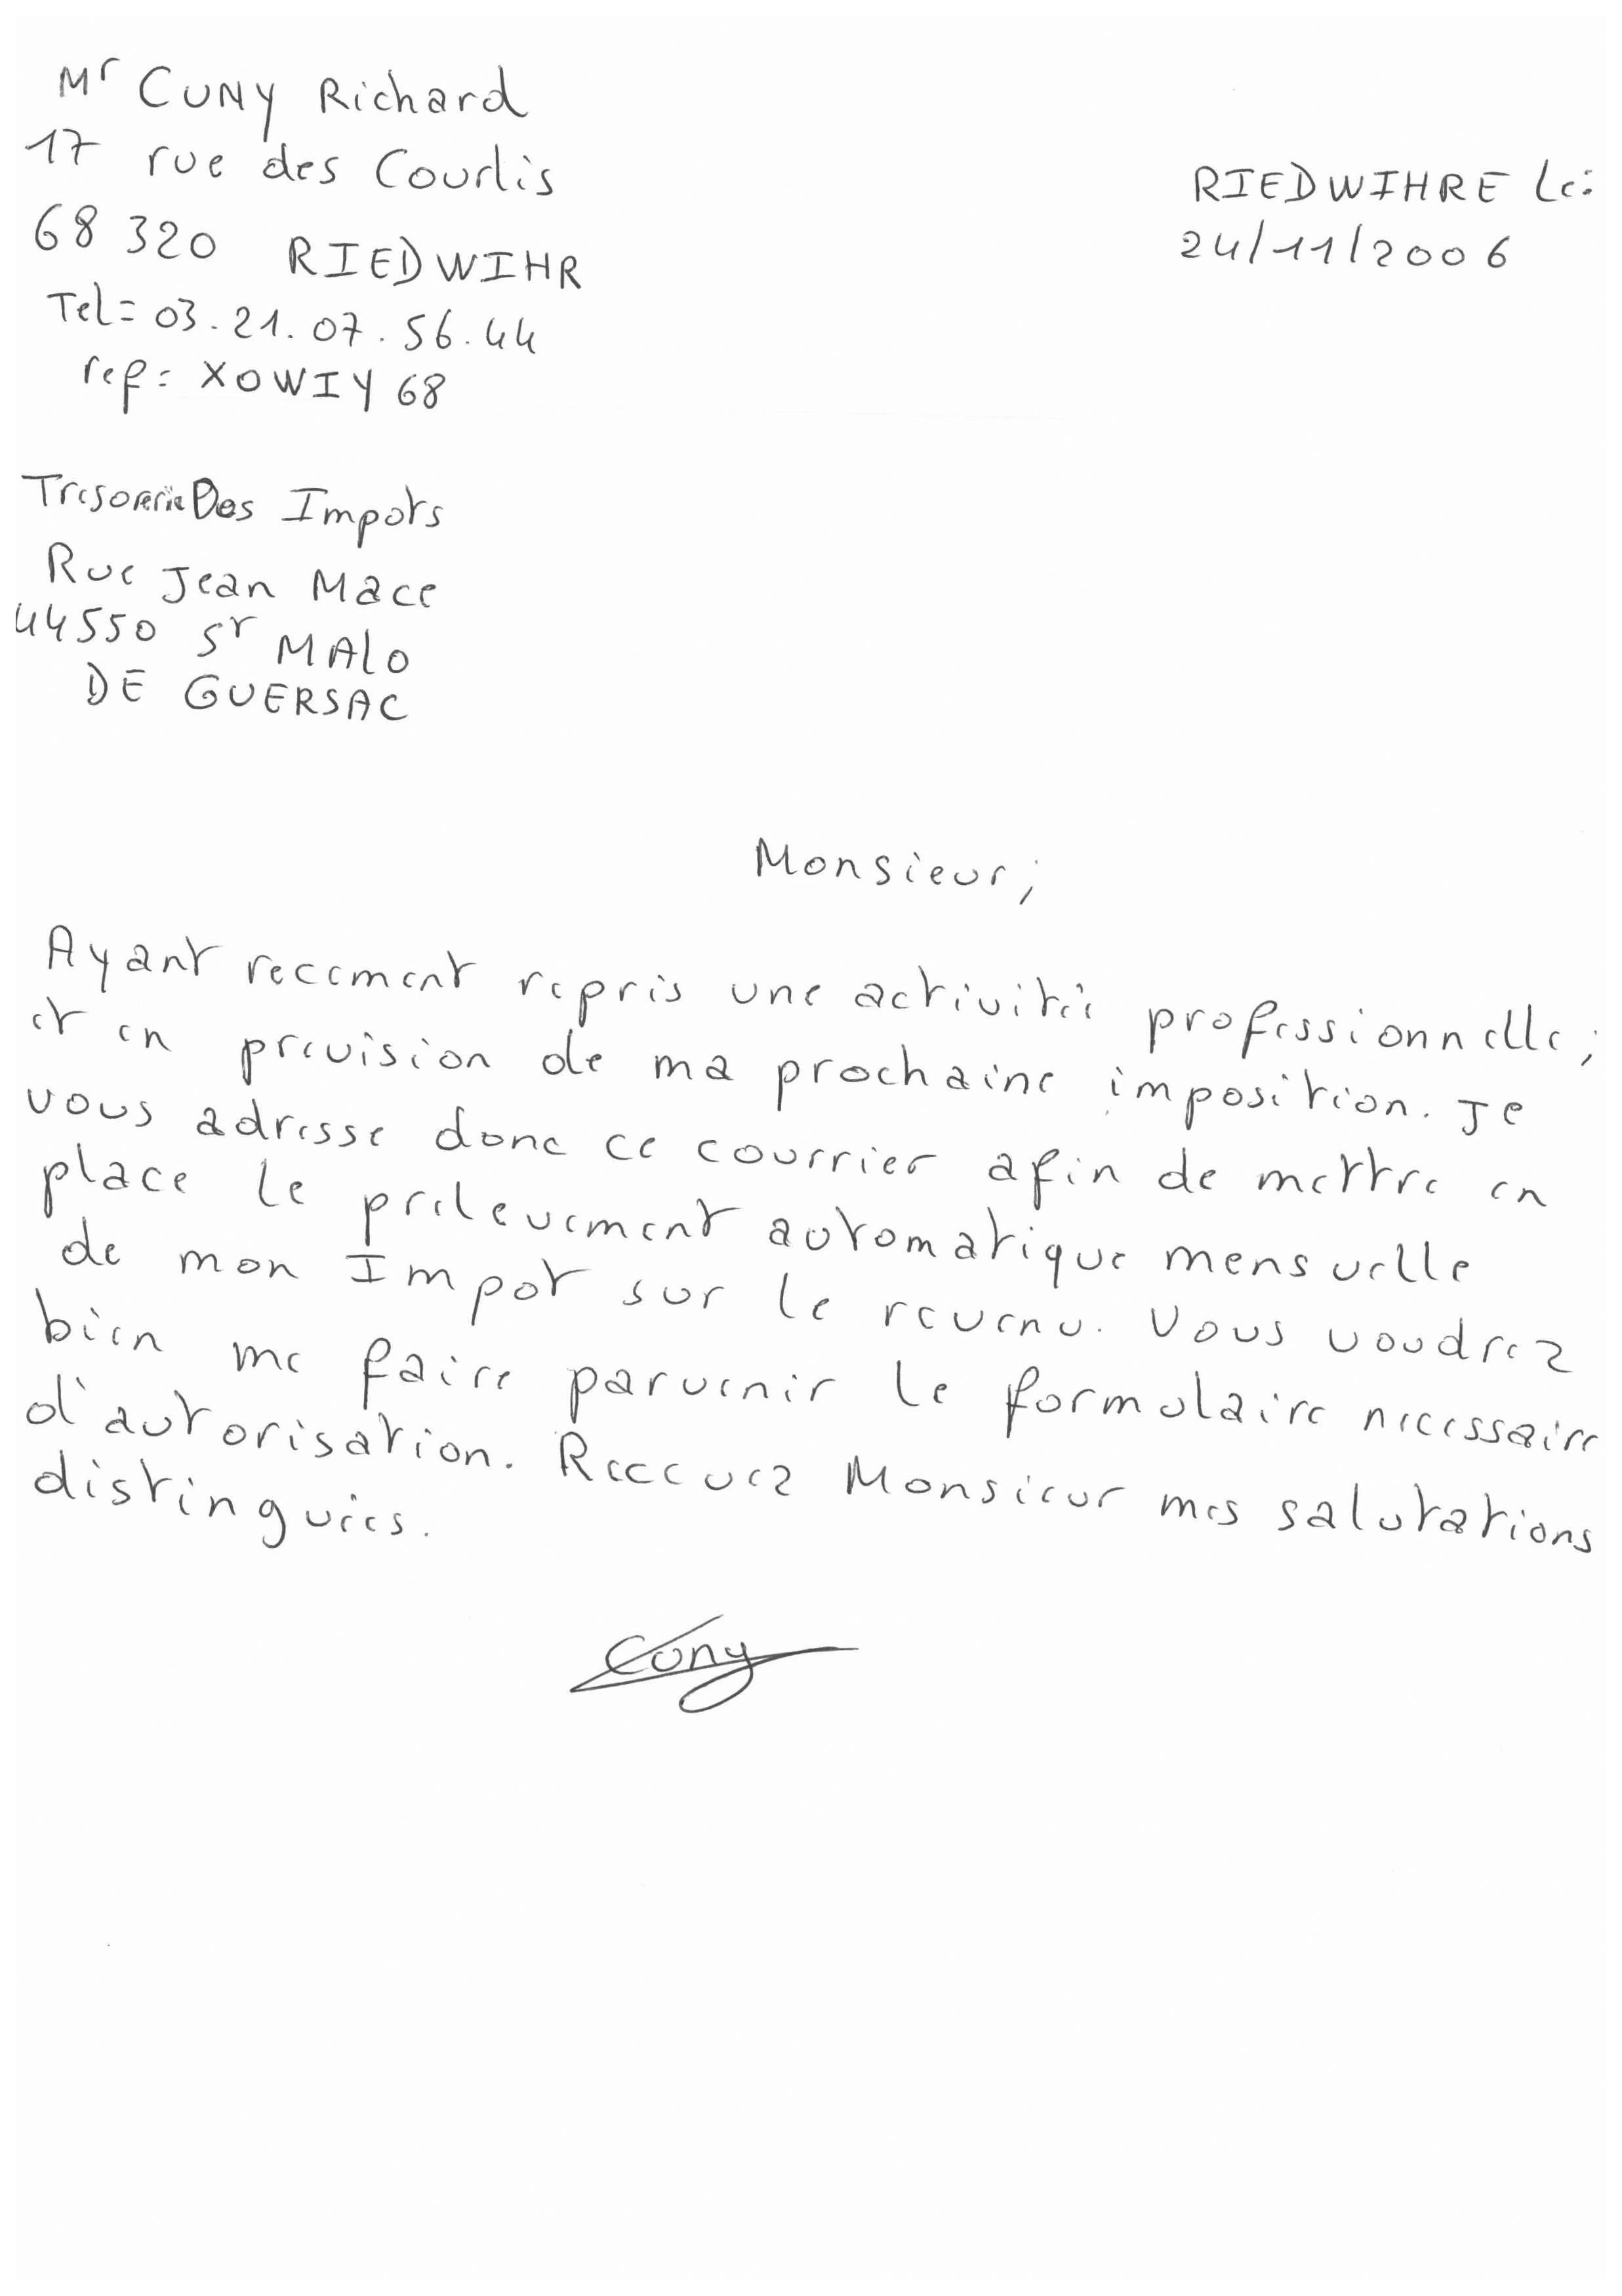 Mr CUNY Richard
17 rue des Courlis
68 320 RIEDWIHR
Tel = 03.21.07.56.44
ref = XOWIY 68
RIEDWIHRE Le:
24/11/2006
Tresorerie Des Impots
Rue Jean Mace
44550 St MAlO
DE GUERSAC
Monsieur;
Ayant recement repris une activité professionnelle;
et en prevision de ma prochaine imposition. Je
vous adresse donc ce courrier afin de mettre en
place le prelevement automatique mensuelle
de mon Impot sur le revenu. Vous voudrez
bien me faire parvenir le formulaire necessaire
d'autorisation. Recevez Monsieur mes salutations
distinguées.
Cuny